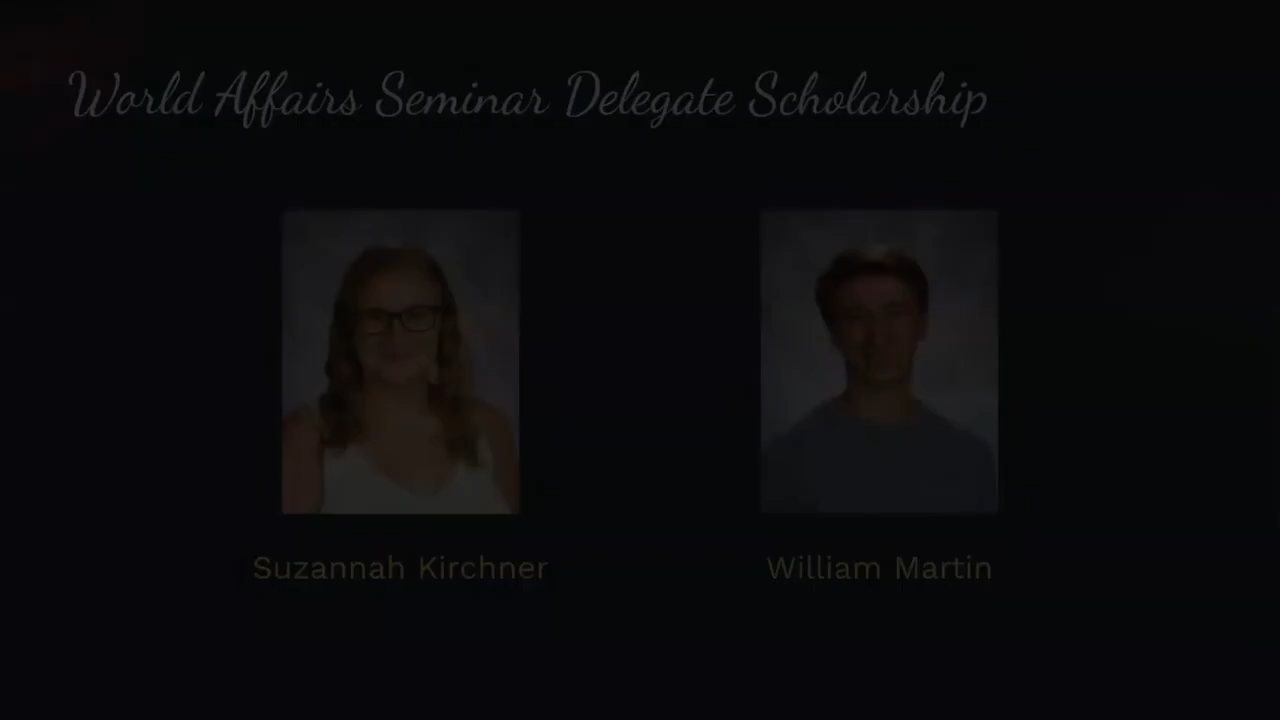 World Affairs Seminar Delegate Scholarship
Suzannah Kirchner
William Martin